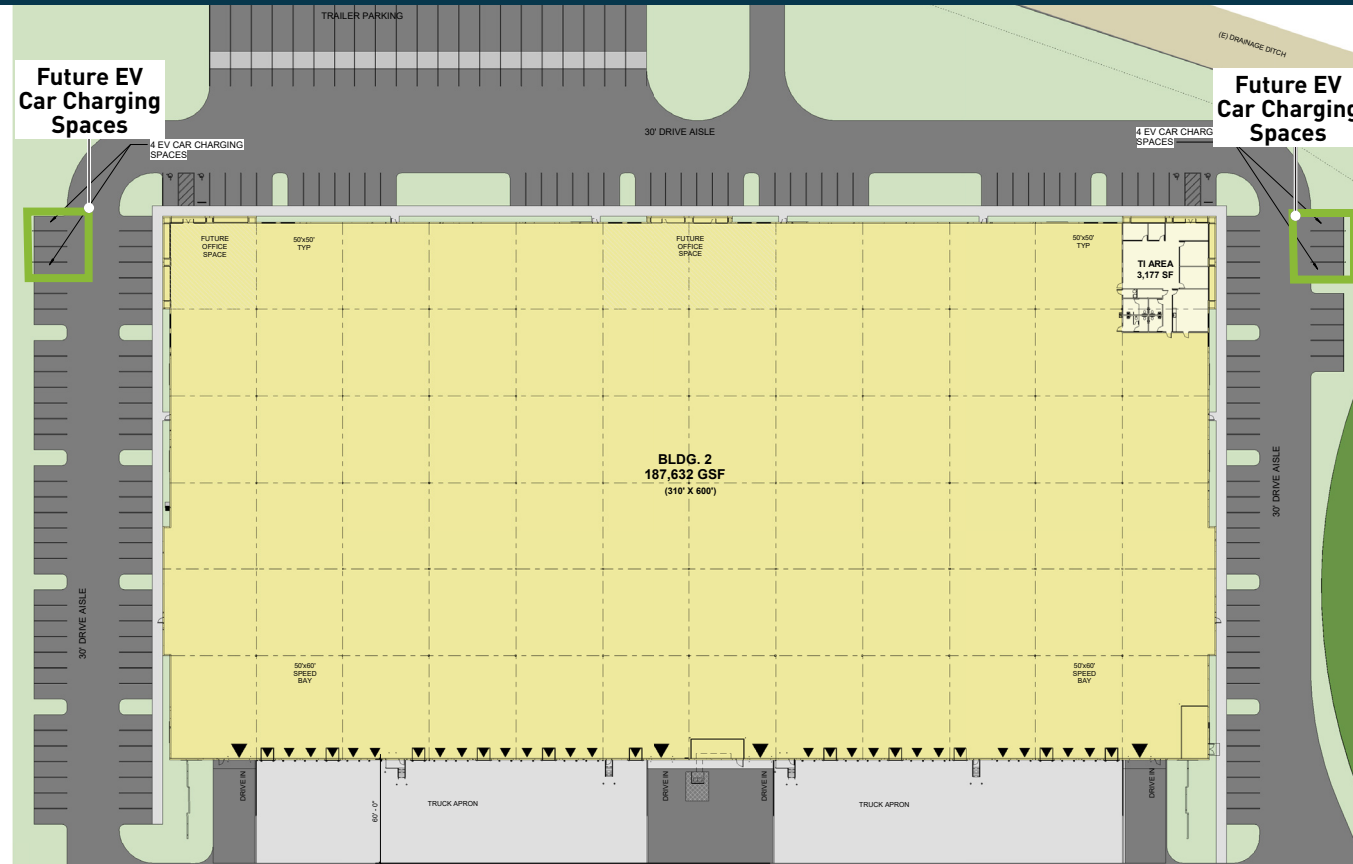 TRAILER PARKING
(E) DRAINAGE DITCH
Future EV
Car Charging
Spaces
Future EV
Car Charging
Spaces
30' DRIVE AISLE
4 EV CAR CHARGING
SPACES
4 EV CAR CHARG
SPACES
FUTURE
OFFICE
SPACE
50'x50'
TYP
FUTURE
OFFICE
SPACE
50'x50'
TYP
TI AREA
3,177 SF
BLDG. 2
187,632 GSF
(310' X 600')
30' DRIVE AISLE
30' DRIVE AISLE
50'x60'
SPEED
BAY
50'x60'
SPEED
BAY
DRIVE IN
60' - 0"
TRUCK APRON
DRIVE IN
DRIVE IN
TRUCK APRON
DRIVE IN